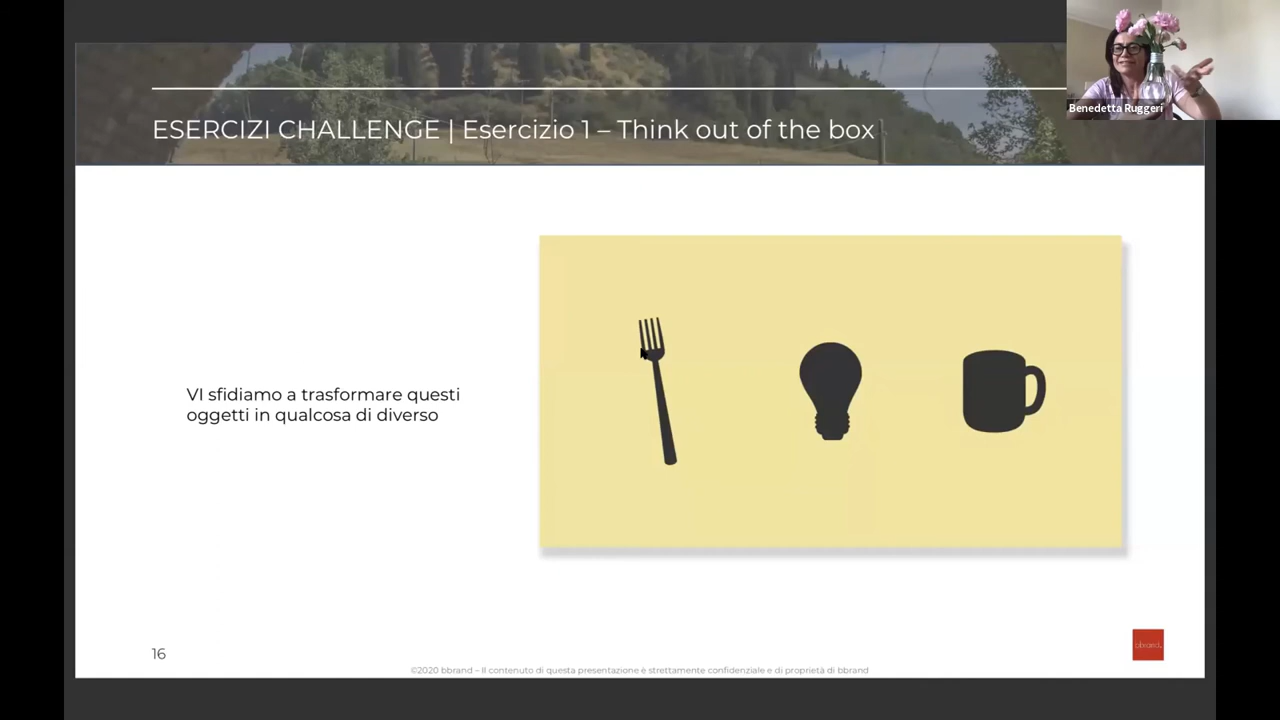 Benedetta Ruggeri
ESERCIZI CHALLENGE | Esercizio 1 – Think out of the box
VI sfidiamo a trasformare questi
oggetti in qualcosa di diverso
16
bbrand.
©2020 bbrand – Il contenuto di questa presentazione è strettamente confidenziale e di proprietà di bbrand